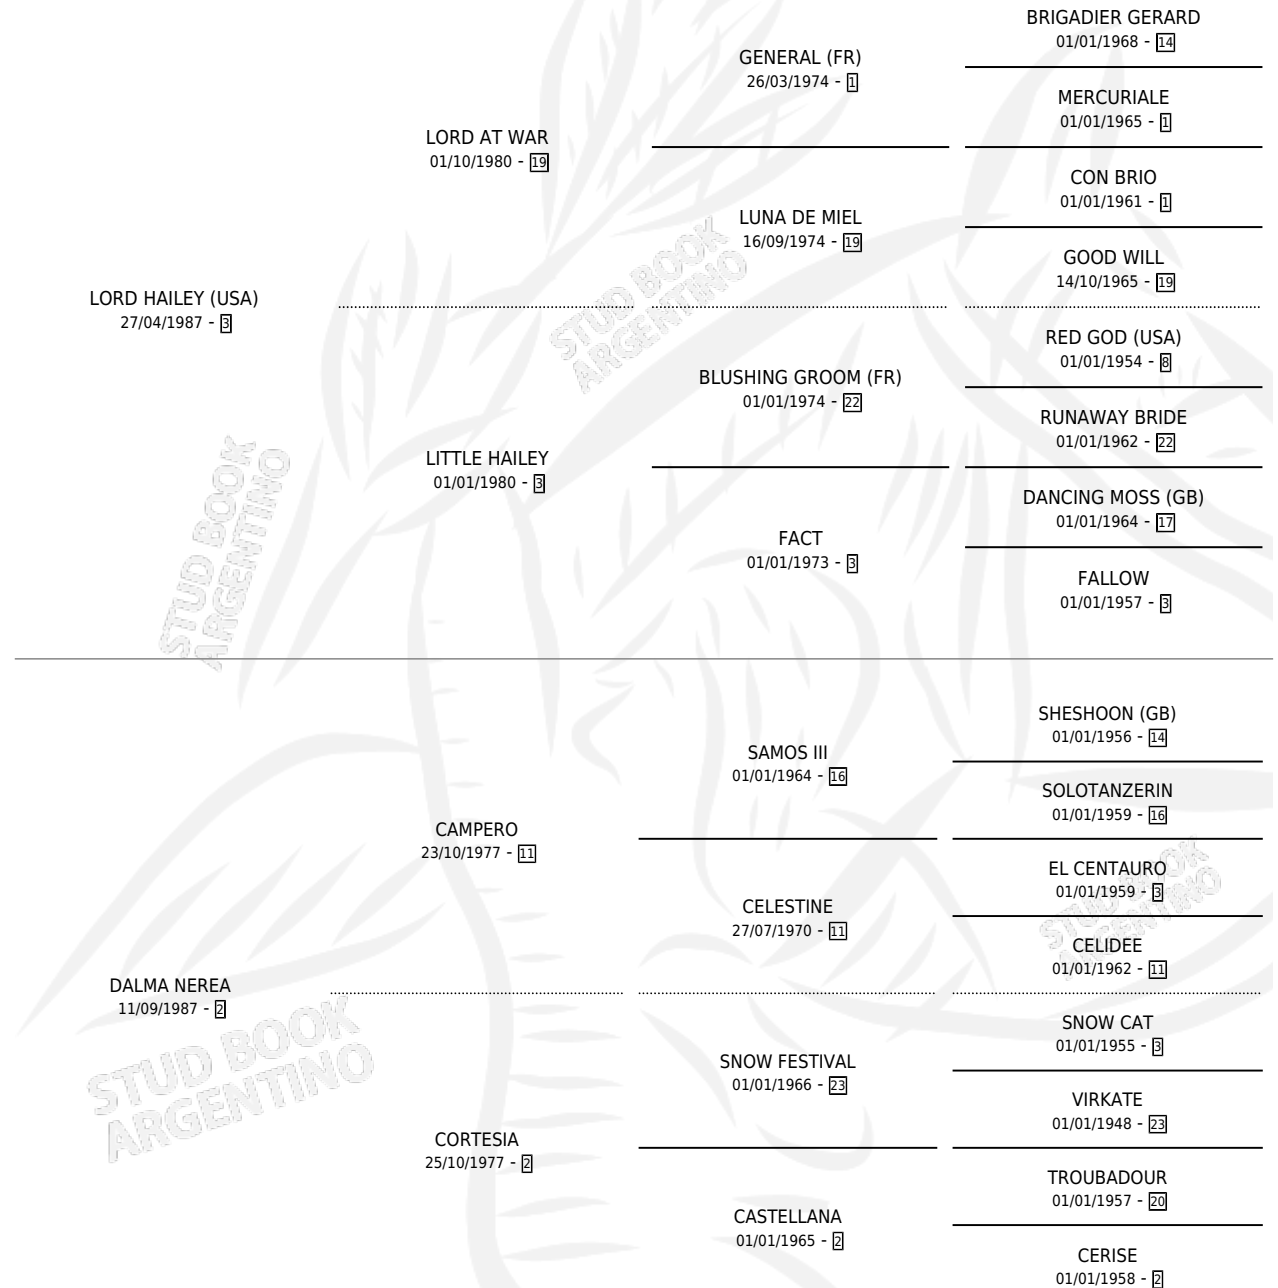 BRIGADIER GERARD
01/01/1968 - 14
GENERAL (FR)
26/03/1974 - 1
MERCURIALE
01/01/1965 - 1
LORD AT WAR
01/10/1980 - 19
CON BRIO
01/01/1961 - 1
LUNA DE MIEL
16/09/1974 - 19
GOOD WILL
14/10/1965 - 19
LORD HAILEY (USA)
27/04/1987 - 3
RED GOD (USA)
01/01/1954 - 8
BLUSHING GROOM (FR)
01/01/1974 - 22
RUNAWAY BRIDE
01/01/1962 - 22
LITTLE HAILEY
01/01/1980 - 3
DANCING MOSS (GB)
01/01/1964 - 17
FACT
01/01/1973 - 3
FALLOW
01/01/1957 - 3
SHESHOON (GB)
01/01/1956 - 14
SAMOS III
01/01/1964 - 16
SOLOTANZERIN
01/01/1959 - 16
CAMPERO
23/10/1977 - 11
EL CENTAURO
01/01/1959 - 3
CELESTINE
27/07/1970 - 11
CELIDEE
01/01/1962 - 11
DALMA NEREA
11/09/1987 - 2
SNOW CAT
01/01/1955 - 3
SNOW FESTIVAL
01/01/1966 - 23
VIRKATE
01/01/1948 - 23
CORTESIA
25/10/1977 - 2
TROUBADOUR
01/01/1957 - 20
CASTELLANA
01/01/1965 - 2
CERISE
01/01/1958 - 2
STUD BOOK
ARGENTINO
STUD BOOK
ARGENTINO
STUD BOOK
ARGENTINO
STUD BOOK
ARGENTINO